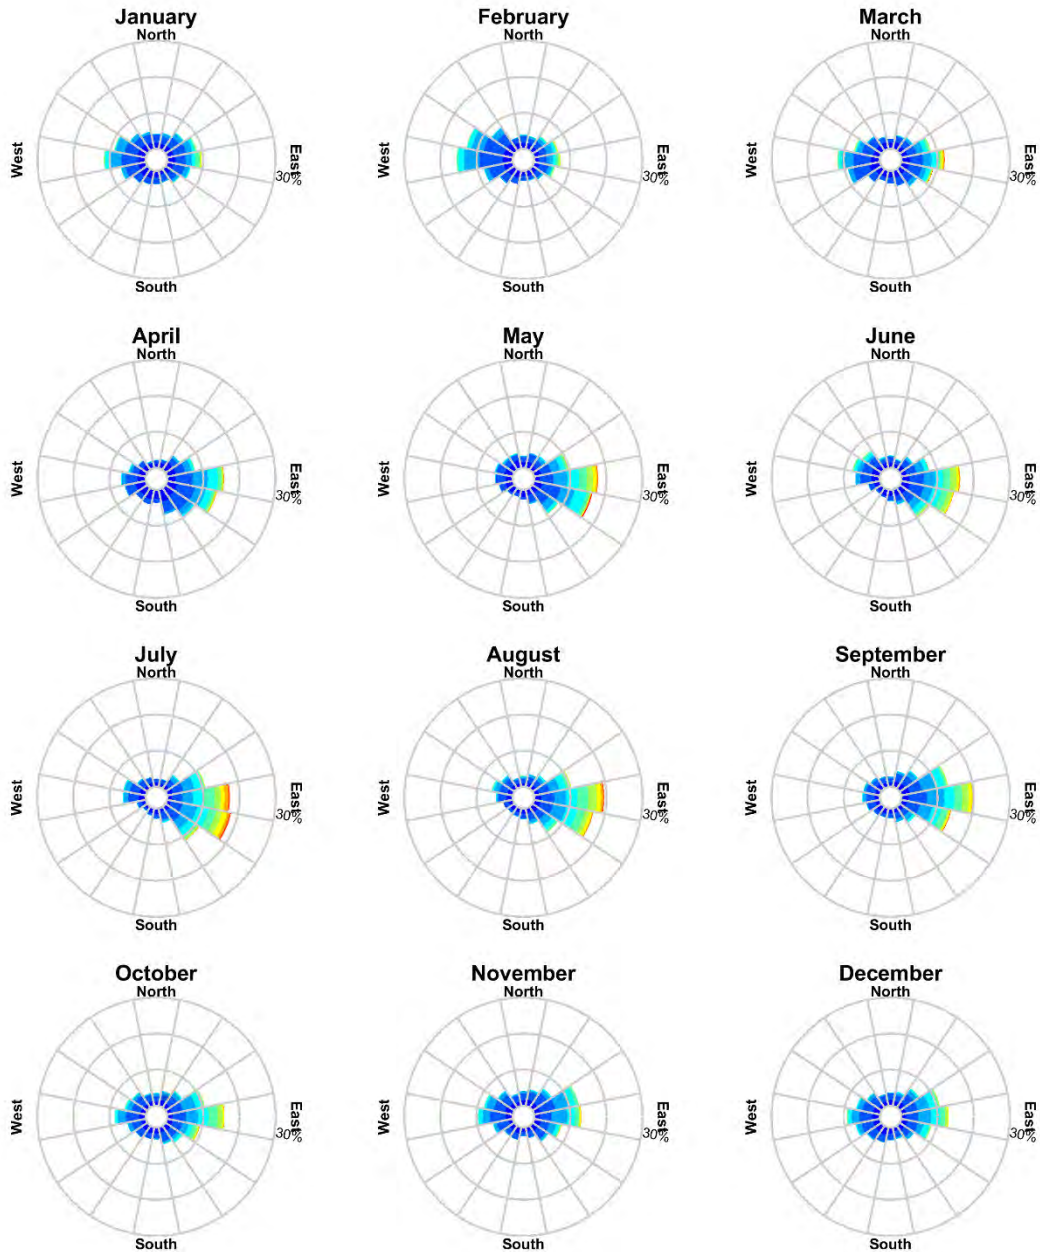 January February March
North North North
West East 30% West East 30% West East 30%
South South South
April May June
North North North
West East 30% West East 30% West East 30%
South South South
July August September
North North North
West East 30% West East 30% West East 30%
South South South
October November December
North North North
West East 30% West East 30% West East 30%
South South South